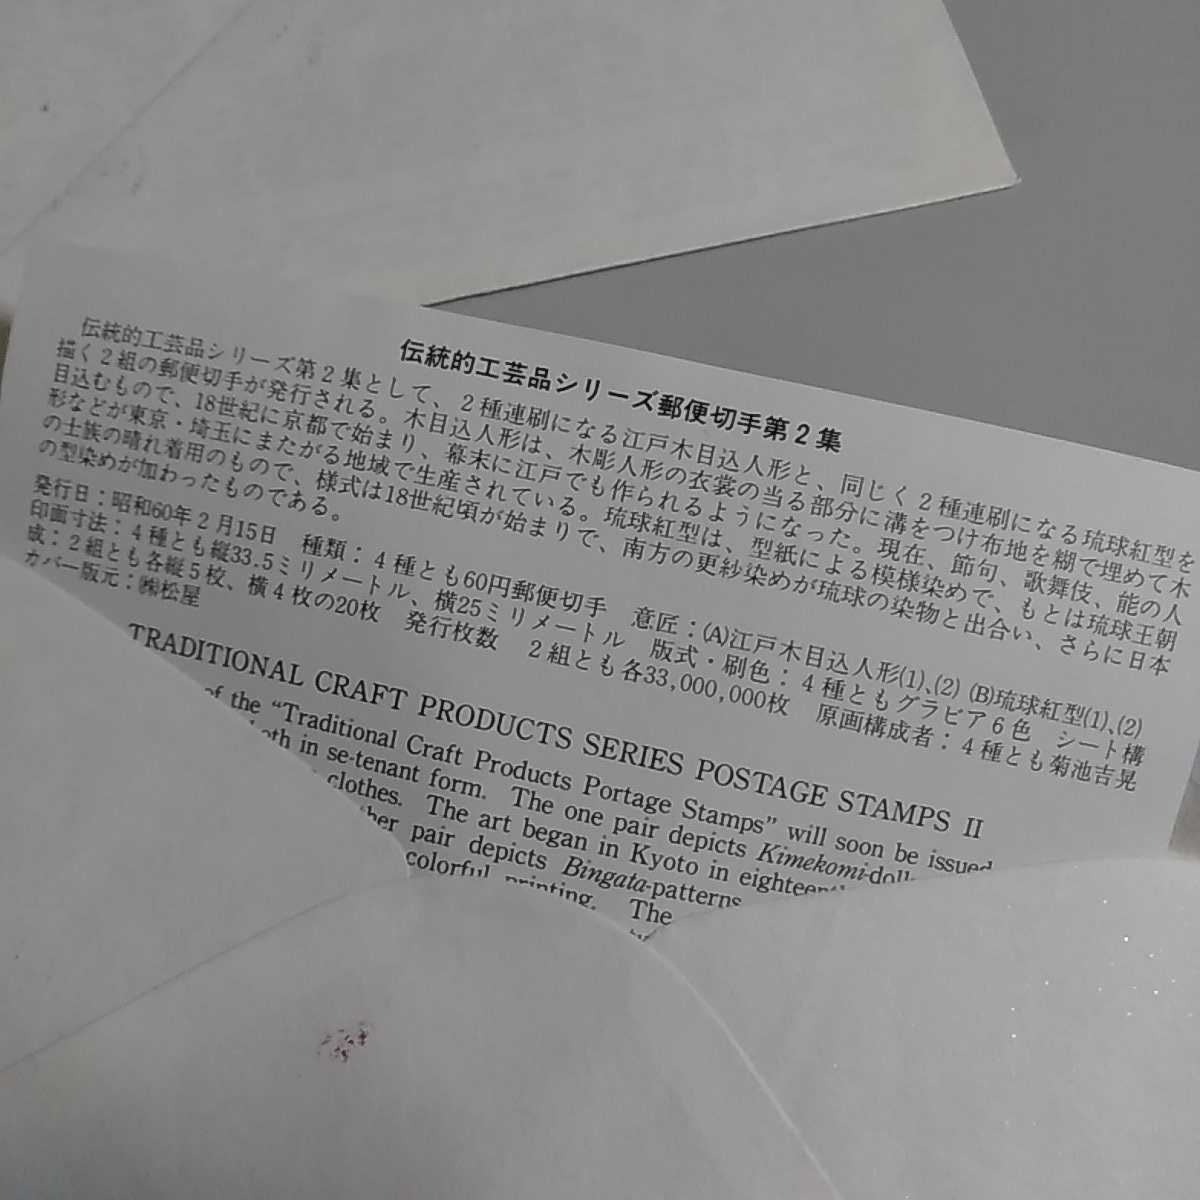 伝統的工芸品シリーズ郵便切手第2集
伝統的工芸品シリーズ第2集として、2種連刷になる江戸木目込人形と、同じく2種連刷になる琉球紅型を
描く2組の郵便切手が発行される。木目込人形は、木彫人形の衣裳の当る部分に溝をつけ布地を糊で埋めて木
目込むもので、18世紀に京都で始まり、幕末に江戸でも作られるようになった。現在、節句、歌舞伎、能の人
形などが東京・埼玉にまたがる地域で生産されている。琉球紅型は、型紙による模様染めで、もとは琉球王朝
の士族の晴れ着用のもので、様式は18世紀頃が始まりで、南方の更紗染めが琉球の染物と出合い、さらに日本
の型染めが加わったものである。
発行日：昭和60年2月15日　種類：4種とも60円郵便切手　意匠：(A)江戸木目込人形(1)、(2) (B)琉球紅型(1)、(2)
印面寸法：4種とも縦33.5ミリメートル、横25ミリメートル　版式・刷色：4種ともグラビア6色　シート構
成：2組とも各縦5枚、横4枚の20枚　発行枚数　2組とも各33,000,000枚　原画構成者：4種とも菊池吉晃
カバー版元：㈱松屋
TRADITIONAL CRAFT PRODUCTS SERIES POSTAGE STAMPS II
of the “Traditional Craft Products Portage Stamps” will soon be issued
both in se-tenant form. The one pair depicts Kimekomi-doll
clothes. The art began in Kyoto in eighteenth
other pair depicts Bingata-patterns
colorful printing. The